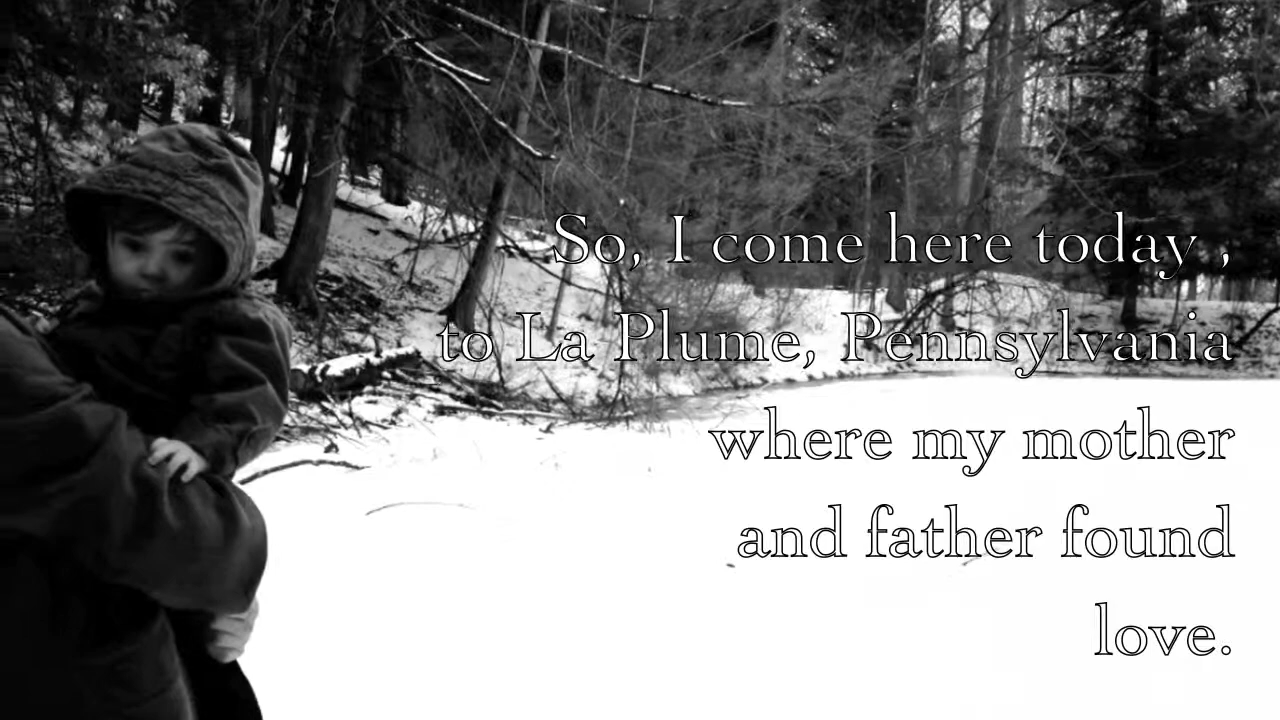 So, I come here today ,
to La Plume, Pennsylvania
where my mother
and father found
love.